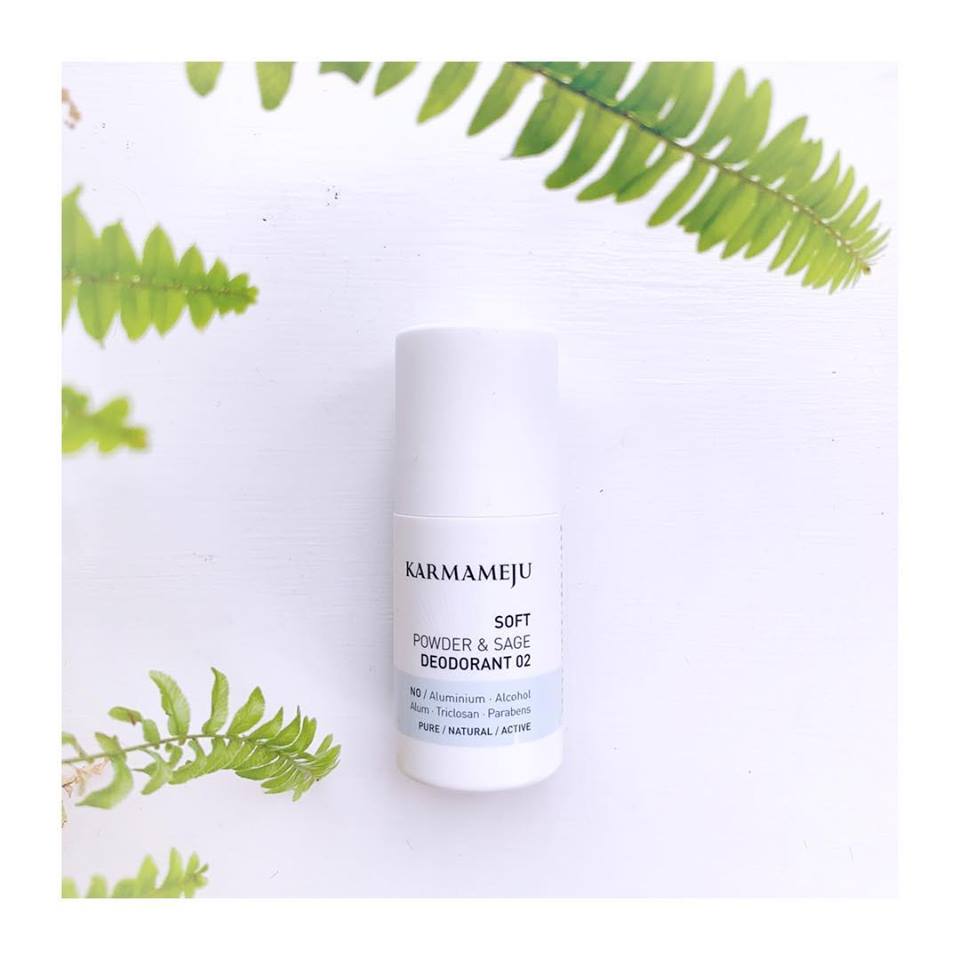 KARMAMEJU
SOFT
POWDER & SAGE
DEODORANT 02
NO / Aluminium · Alcohol
Alum · Triclosan · Parabens
PURE / NATURAL / ACTIVE